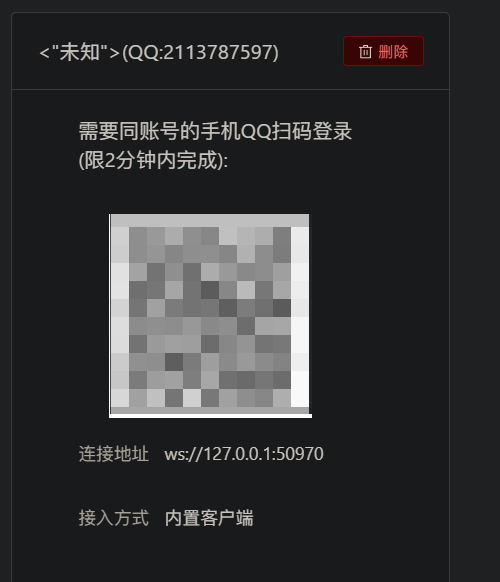 <"未知">(QQ:2113787597)
删除
需要同账号的手机QQ扫码登录
(限2分钟内完成):
连接地址 ws://127.0.0.1:50970
接入方式 内置客户端